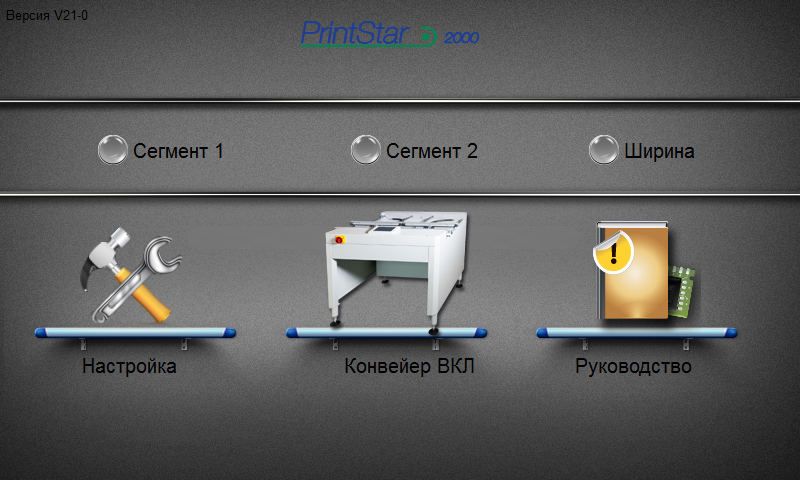 Версия V21-0
PrintStar 2000
Сегмент 1
Сегмент 2
Ширина
Настройка
Конвейер ВКЛ
Руководство